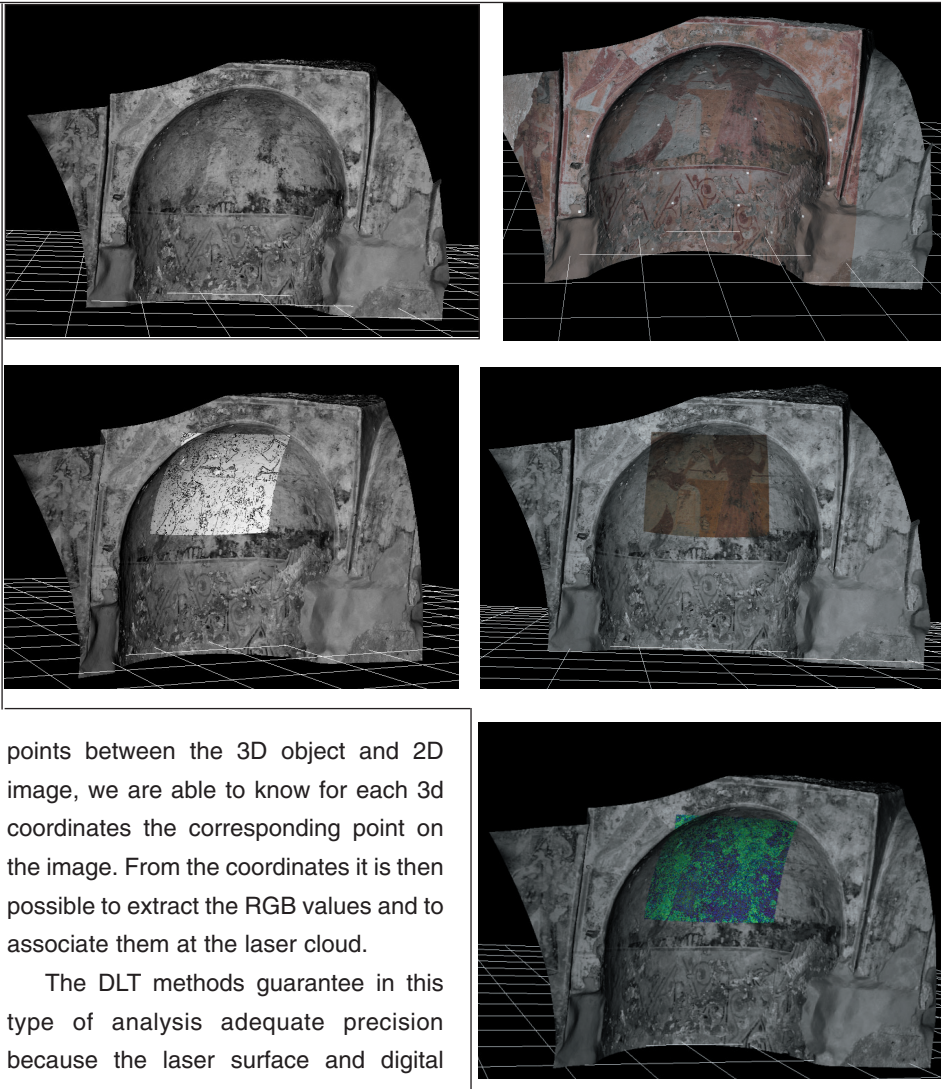 points between the 3D object and 2D
image, we are able to know for each 3d
coordinates the corresponding point on
the image. From the coordinates it is then
possible to extract the RGB values and to
associate them at the laser cloud.
The DLT methods guarantee in this
type of analysis adequate precision
because the laser surface and digital